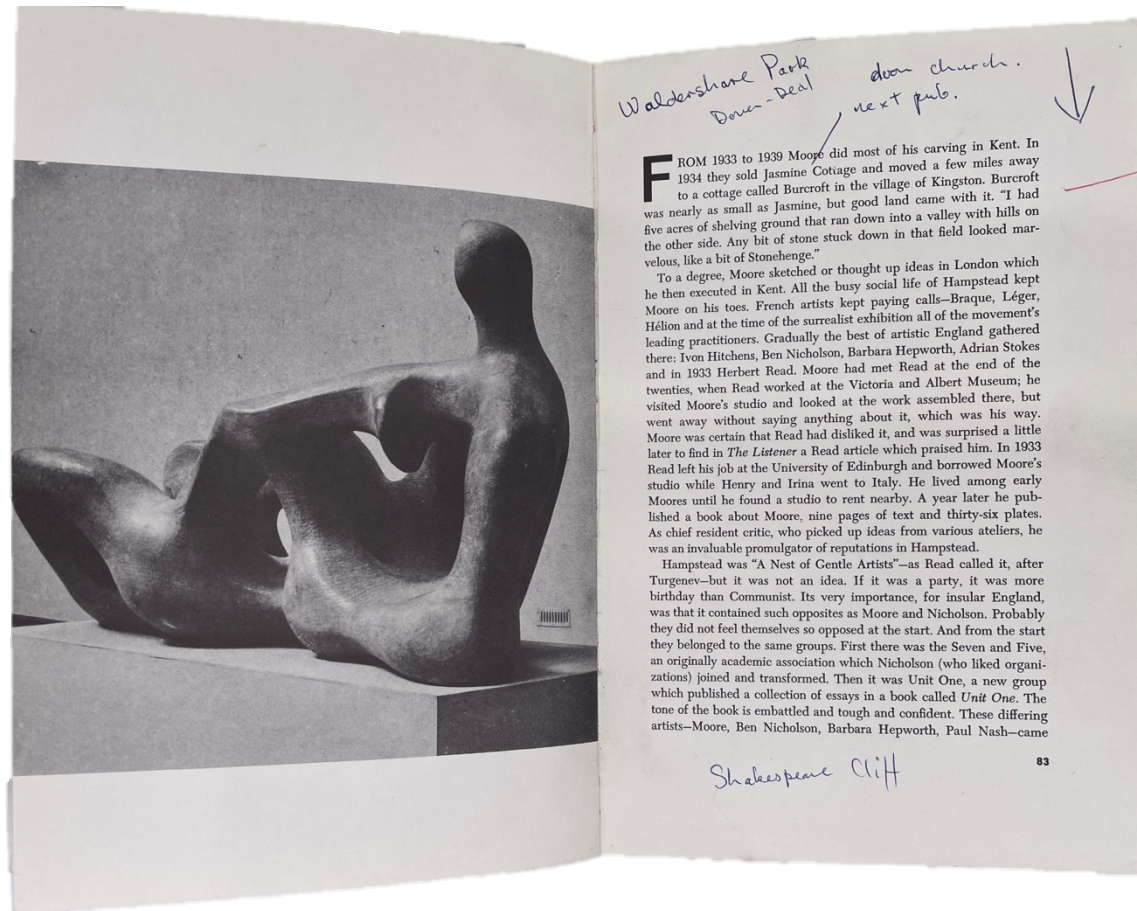 Waldershare Park
Dover-Deal
door church.
next pub.
FROM 1933 to 1939 Moore did most of his carving in Kent. In
1934 they sold Jasmine Cottage and moved a few miles away
to a cottage called Burcroft in the village of Kingston. Burcroft
was nearly as small as Jasmine, but good land came with it. “I had
five acres of shelving ground that ran down into a valley with hills on
the other side. Any bit of stone stuck down in that field looked mar-
velous, like a bit of Stonehenge.”
To a degree, Moore sketched or thought up ideas in London which
he then executed in Kent. All the busy social life of Hampstead kept
Moore on his toes. French artists kept paying calls—Braque, Léger,
Hélion and at the time of the surrealist exhibition all of the movement’s
leading practitioners. Gradually the best of artistic England gathered
there: Ivon Hitchens, Ben Nicholson, Barbara Hepworth, Adrian Stokes
and in 1933 Herbert Read. Moore had met Read at the end of the
twenties, when Read worked at the Victoria and Albert Museum; he
visited Moore’s studio and looked at the work assembled there, but
went away without saying anything about it, which was his way.
Moore was certain that Read had disliked it, and was surprised a little
later to find in The Listener a Read article which praised him. In 1933
Read left his job at the University of Edinburgh and borrowed Moore’s
studio while Henry and Irina went to Italy. He lived among early
Moores until he found a studio to rent nearby. A year later he pub-
lished a book about Moore, nine pages of text and thirty-six plates.
As chief resident critic, who picked up ideas from various ateliers, he
was an invaluable promulgator of reputations in Hampstead.
Hampstead was “A Nest of Gentle Artists”—as Read called it, after
Turgenev—but it was not an idea. If it was a party, it was more
birthday than Communist. Its very importance, for insular England,
was that it contained such opposites as Moore and Nicholson. Probably
they did not feel themselves so opposed at the start. And from the start
they belonged to the same groups. First there was the Seven and Five,
an originally academic association which Nicholson (who liked organi-
zations) joined and transformed. Then it was Unit One, a new group
which published a collection of essays in a book called Unit One. The
tone of the book is embattled and tough and confident. These differing
artists—Moore, Ben Nicholson, Barbara Hepworth, Paul Nash—came
83
Shakespeare Cliff